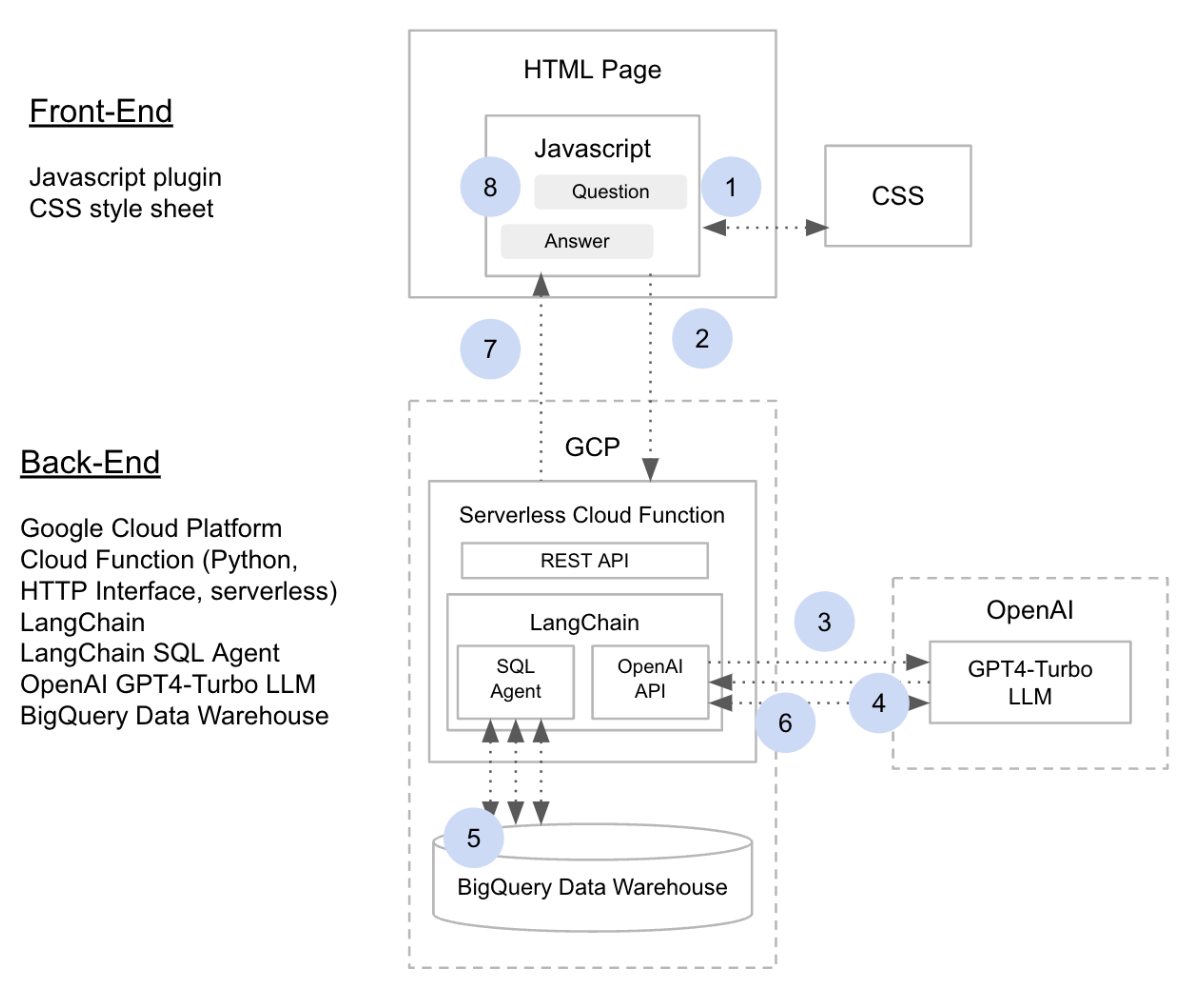 HTML Page
Front-End
Javascript
Javascript plugin
CSS style sheet
8
Question
1
CSS
Answer
7
2
GCP
Back-End
Serverless Cloud Function
Google Cloud Platform
Cloud Function (Python,
HTTP Interface, serverless)
LangChain
LangChain SQL Agent
OpenAI GPT4-Turbo LLM
BigQuery Data Warehouse
REST API
LangChain
SQL
Agent
OpenAI
API
3
OpenAI
GPT4-Turbo
LLM
4
6
5
BigQuery Data Warehouse